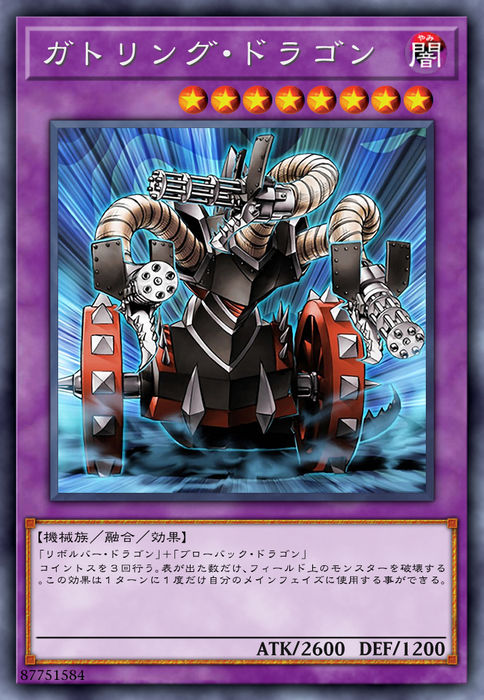 ガトリング・ドラゴン
やみ
闇
【機械族／融合／効果】
「リボルバー・ドラゴン」＋「ブローバック・ドラゴン」
コイントスを３回行う。表が出た数だけ、フィールド上のモンスターを破壊する
。この効果は１ターンに１度だけ自分のメインフェイズに使用する事ができる。
ATK/2600 DEF/1200
87751584